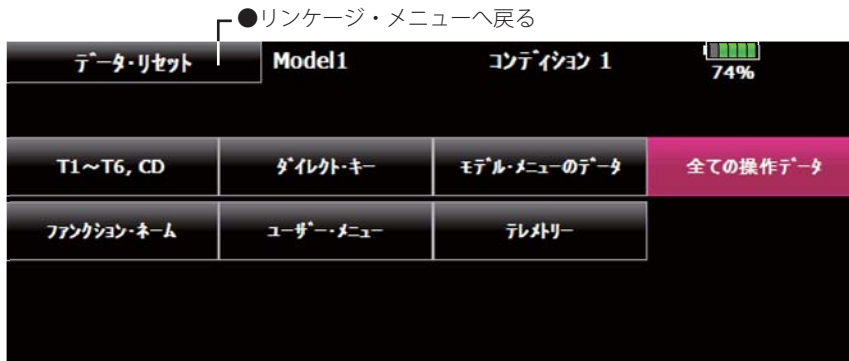 ●リンケージ・メニューへ戻る
ﾃﾞｰﾀ･ﾘｾｯﾄ Model1 ｺﾝﾃﾞｨｼｮﾝ 1 74%
T1～T6, CD ﾀﾞｲﾚｸﾄ･ｷｰ ﾓﾃﾞﾙ･ﾒﾆｭｰのﾃﾞｰﾀ 全ての操作ﾃﾞｰﾀ
ﾌｧﾝｸｼｮﾝ･ﾈｰﾑ ﾕｰｻﾞｰ･ﾒﾆｭｰ ﾃﾚﾒﾄﾘｰ